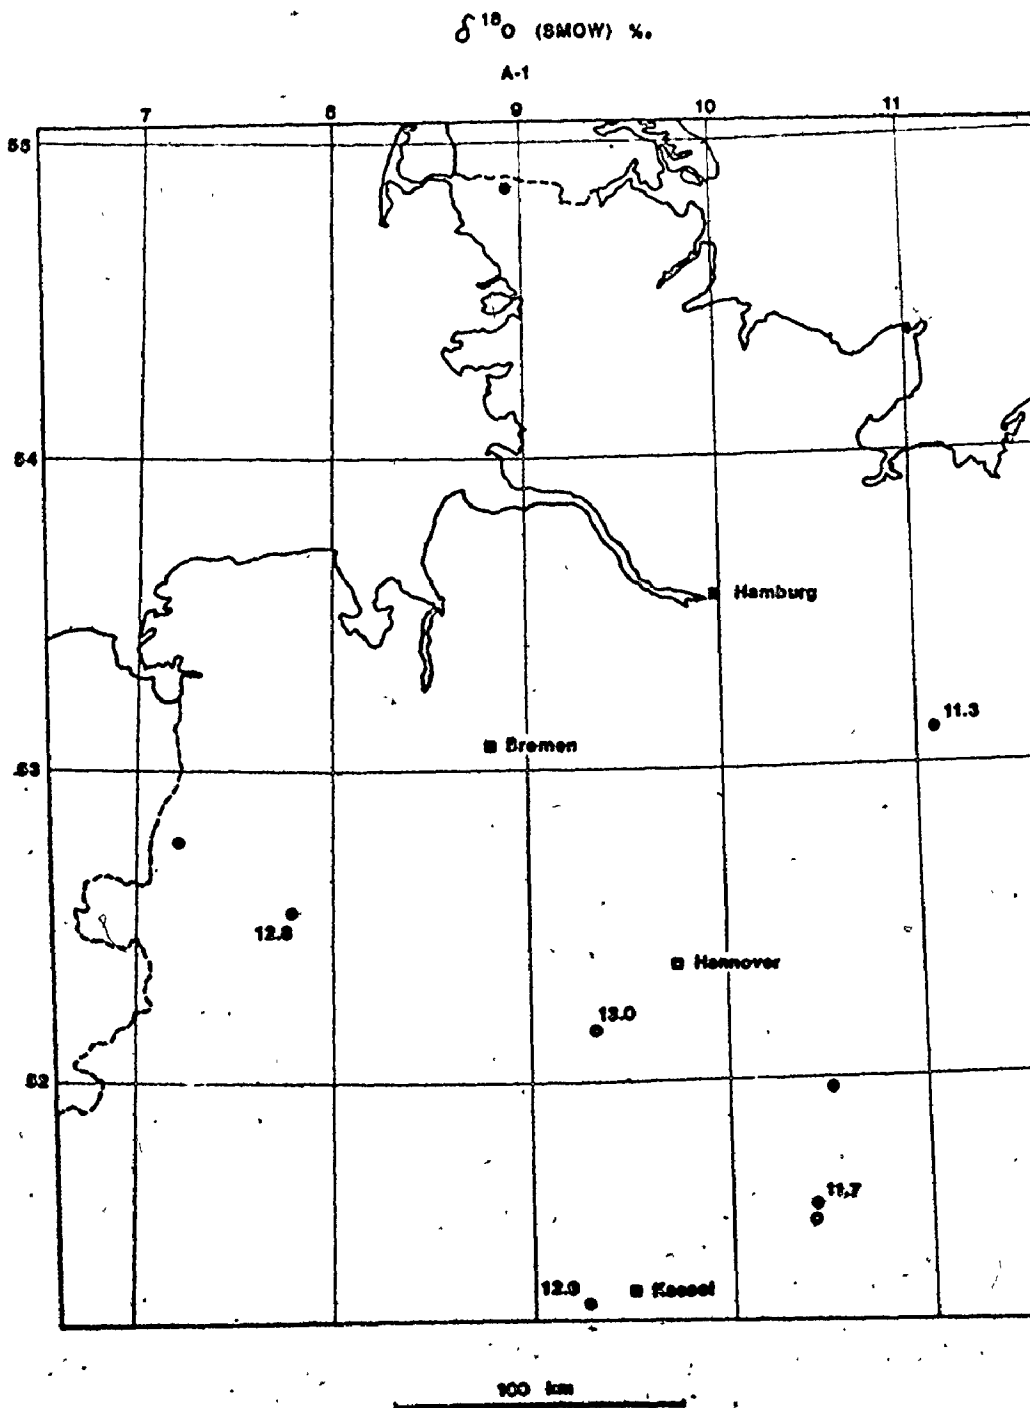 δ ¹⁸O (SMOW) ‰
A-1
7 8 9 10 11
55
54
Hamburg
11.3
Bremen
53
12.8
Hannover
13.0
52
11.7
12.9 Kassel
100 km